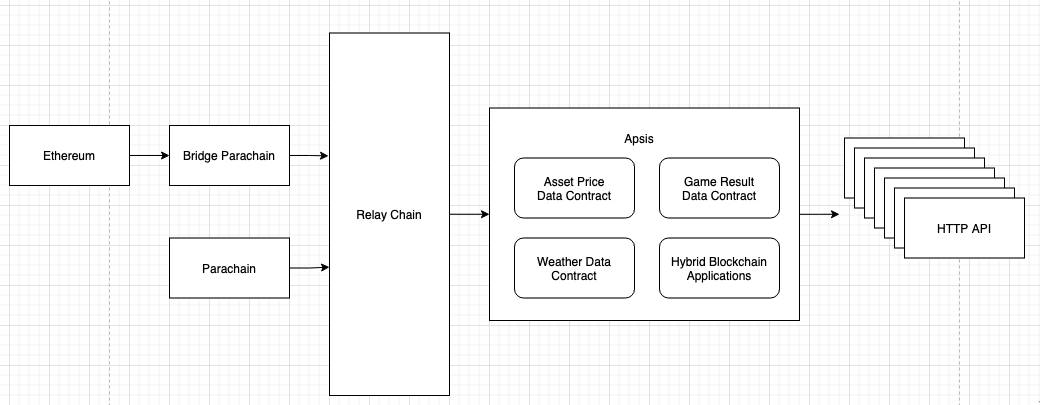 Ethereum
Bridge Parachain
Parachain
Relay Chain
Apsis
Asset Price
Data Contract
Game Result
Data Contract
Weather Data
Contract
Hybrid Blockchain
Applications
HTTP API